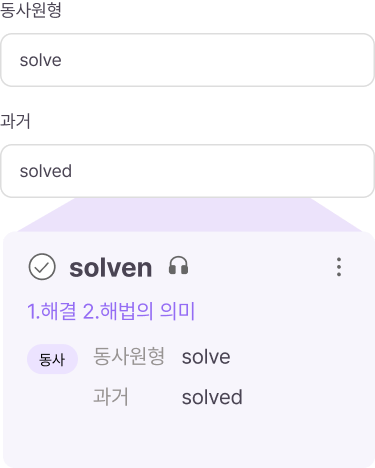 동사원형
solve
과거
solved
solven
1.해결 2.해법의 의미
동사 동사원형 solve
과거 solved